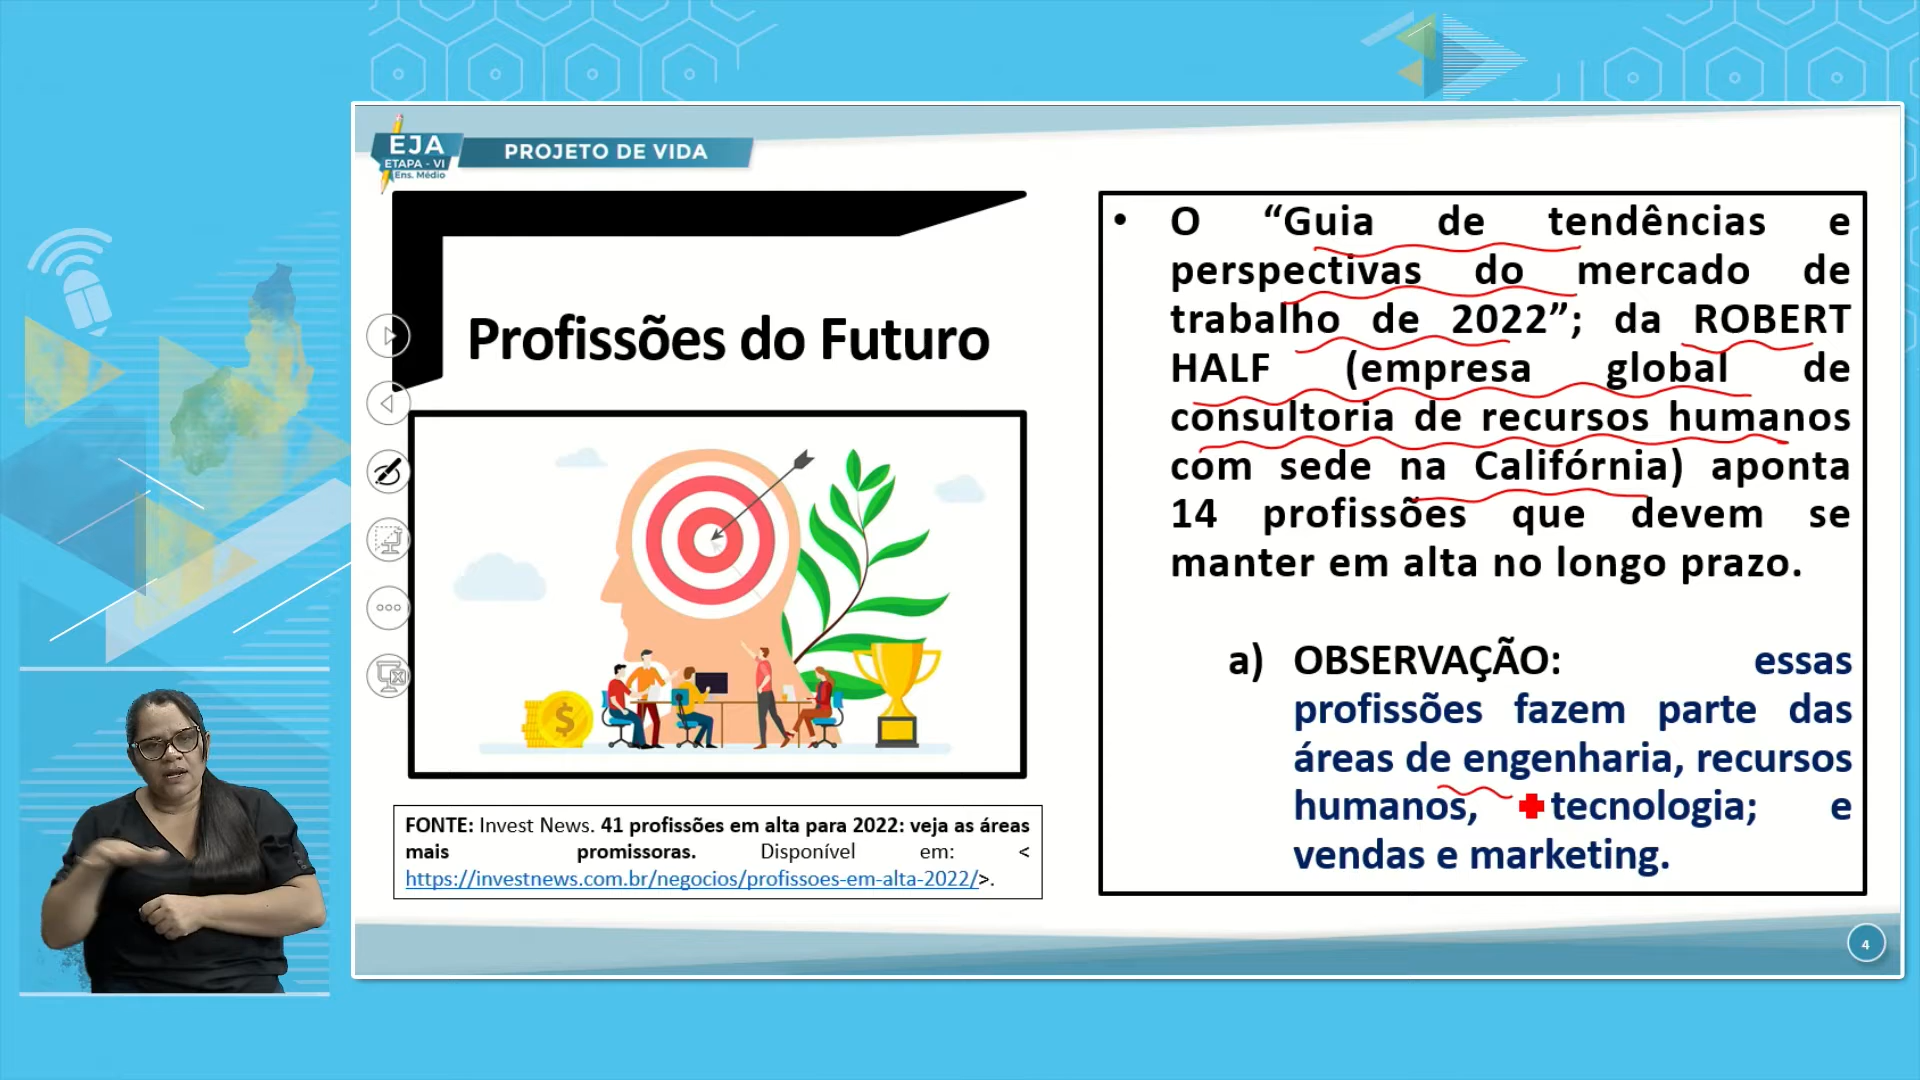 EJA
ETAPA - VI
Ens. Médio
PROJETO DE VIDA
Profissões do Futuro
$
FONTE: Invest News. 41 profissões em alta para 2022: veja as áreas
mais promissoras. Disponível em: <
https://investnews.com.br/negocios/profissoes-em-alta-2022/>.
• O “Guia de tendências e
perspectivas do mercado de
trabalho de 2022”; da ROBERT
HALF (empresa global de
consultoria de recursos humanos
com sede na Califórnia) aponta
14 profissões que devem se
manter em alta no longo prazo.
a) OBSERVAÇÃO: essas
profissões fazem parte das
áreas de engenharia, recursos
humanos, tecnologia; e
vendas e marketing.
4